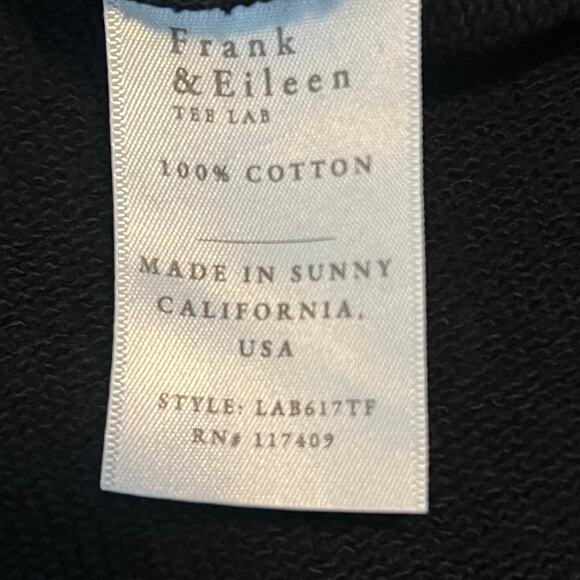 Frank
& Eileen
TEE LAB
100% COTTON
MADE IN SUNNY
CALIFORNIA,
USA
STYLE: LAB617TF
RN# 117409